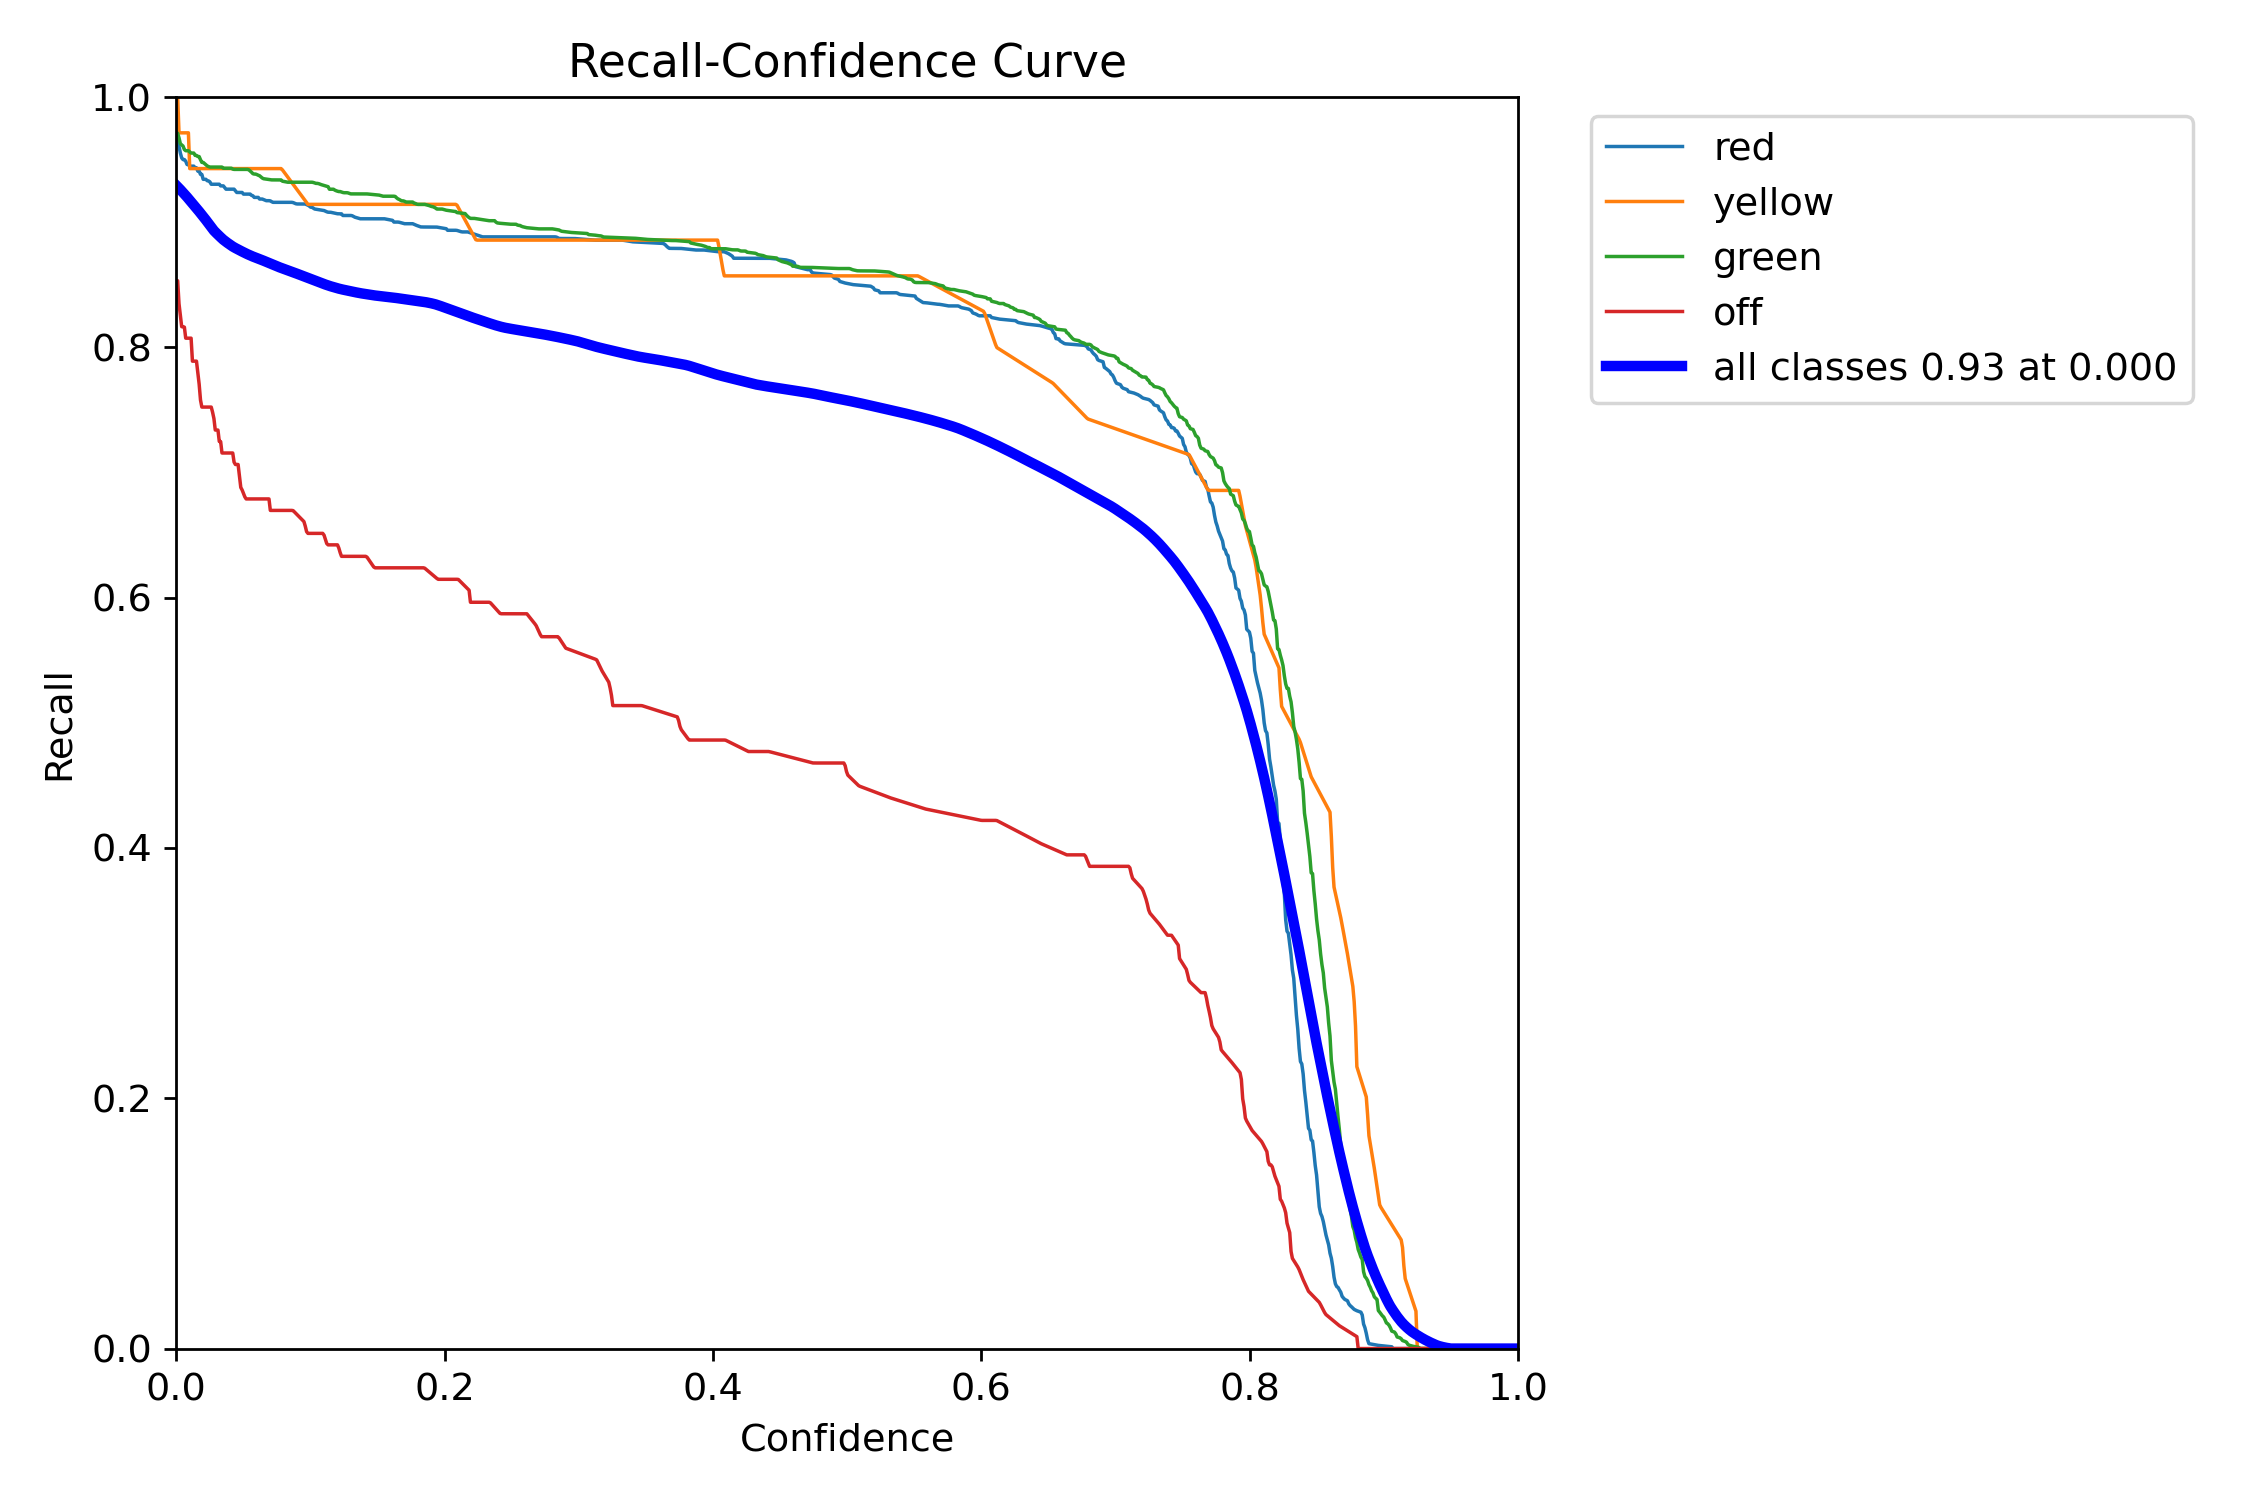 Recall-Confidence Curve
1.0
0.8
0.6
0.4
0.2
0.0
Recall
0.0 0.2 0.4 0.6 0.8 1.0
Confidence
red
yellow
green
off
all classes 0.93 at 0.000